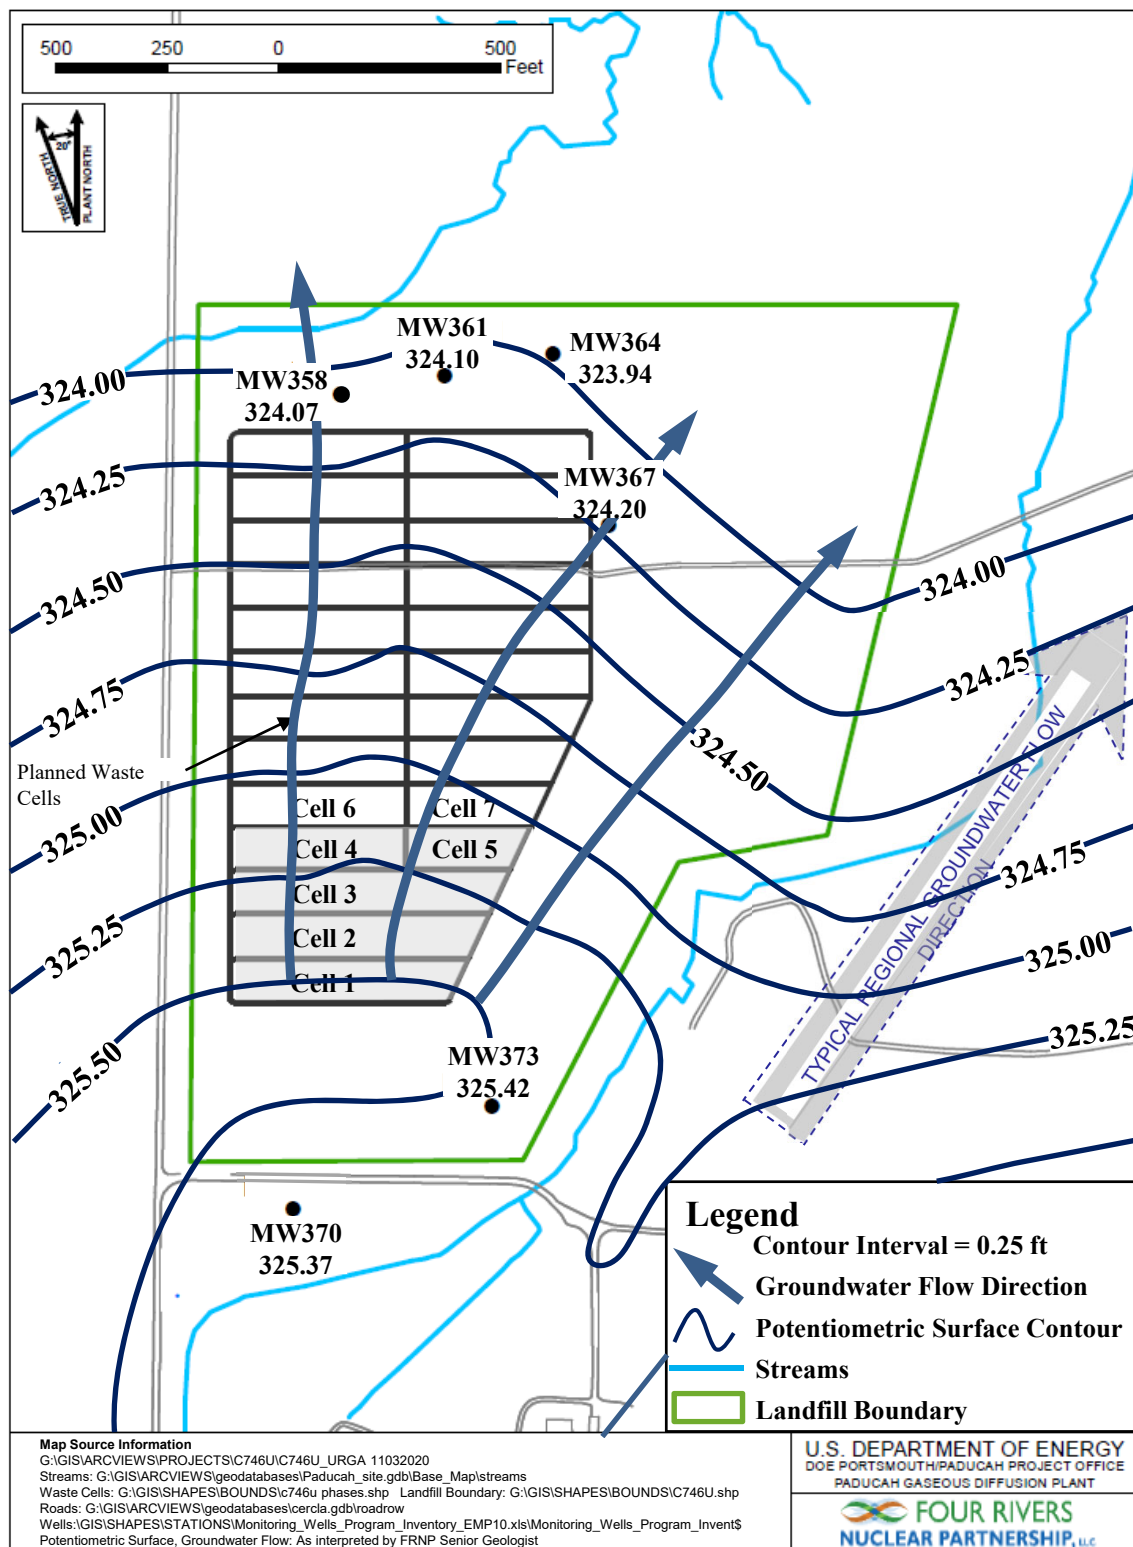 500 250 0 500
Feet
20°
TRUE NORTH
PLANT NORTH
MW361
324.10
MW364
323.94
324.00
MW358
324.07
324.25
MW367
324.20
324.50
324.00
324.75
324.25
324.50
Planned Waste
Cells
325.00
Cell 6
Cell 7
Cell 4
Cell 5
324.75
Cell 3
325.25
Cell 2
325.00
Cell 1
TYPICAL REGIONAL GROUNDWATER FLOW
DIRECTION
325.25
325.50
MW373
325.42
MW370
325.37
Legend
Contour Interval = 0.25 ft
Groundwater Flow Direction
Potentiometric Surface Contour
Streams
Landfill Boundary
Map Source Information
G:\GIS\ARCVIEWS\PROJECTS\C746U\C746U_URGA 11032020
Streams: G:\GIS\ARCVIEWS\geodatabases\Paducah_site.gdb\Base_Map\streams
Waste Cells: G:\GIS\SHAPES\BOUNDS\c746u phases.shp Landfill Boundary: G:\GIS\SHAPES\BOUNDS\C746U.shp
Roads: G:\GIS\ARCVIEWS\geodatabases\cercla.gdb\roadrow
Wells:\GIS\SHAPES\STATIONS\Monitoring_Wells_Program_Inventory_EMP10.xls\Monitoring_Wells_Program_Invent$
Potentiometric Surface, Groundwater Flow: As interpreted by FRNP Senior Geologist
U.S. DEPARTMENT OF ENERGY
DOE PORTSMOUTH/PADUCAH PROJECT OFFICE
PADUCAH GASEOUS DIFFUSION PLANT
FOUR RIVERS
NUCLEAR PARTNERSHIP, LLC